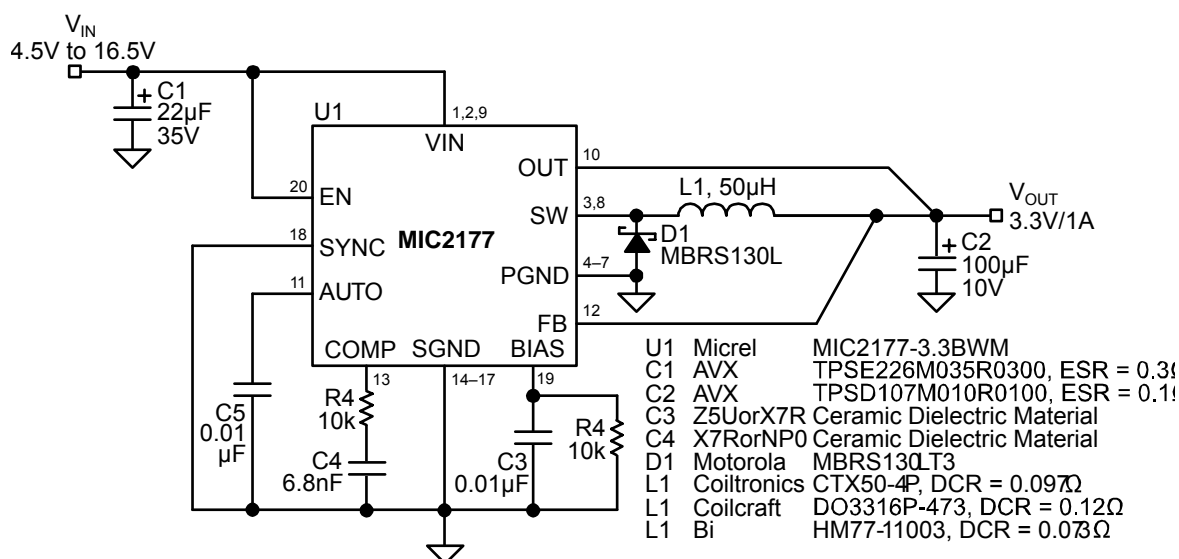 VIN
4.5V to 16.5V
C1
22µF
35V
U1
1,2,9
VIN
OUT
10
L1, 50µH
VOUT
3.3V/1A
20
EN
SW
3,8
18
SYNC
MIC2177
D1
MBRS130L
C2
100µF
10V
PGND
4–7
11
AUTO
FB
12
COMP
SGND
BIAS
13
14–17
19
R4
10k
C5
0.01
µF
C4
6.8nF
C3
0.01µF
R4
10k
U1 Micrel MIC2177-3.3BWM
C1 AVX TPSE226M035R0300, ESR = 0.3Ω
C2 AVX TPSD107M010R0100, ESR =
C3 Z5UorX7R Ceramic Dielectric Material
C4 X7RorNP0 Ceramic Dielectric Material
D1 Motorola MBRS130LT3
L1 Coiltronics CTX50-4P, DCR = 0.097Ω
L1 Coilcraft DO3316P-473, DCR = 0.12Ω
L1 Bi HM77-11003, DCR = 0.073Ω